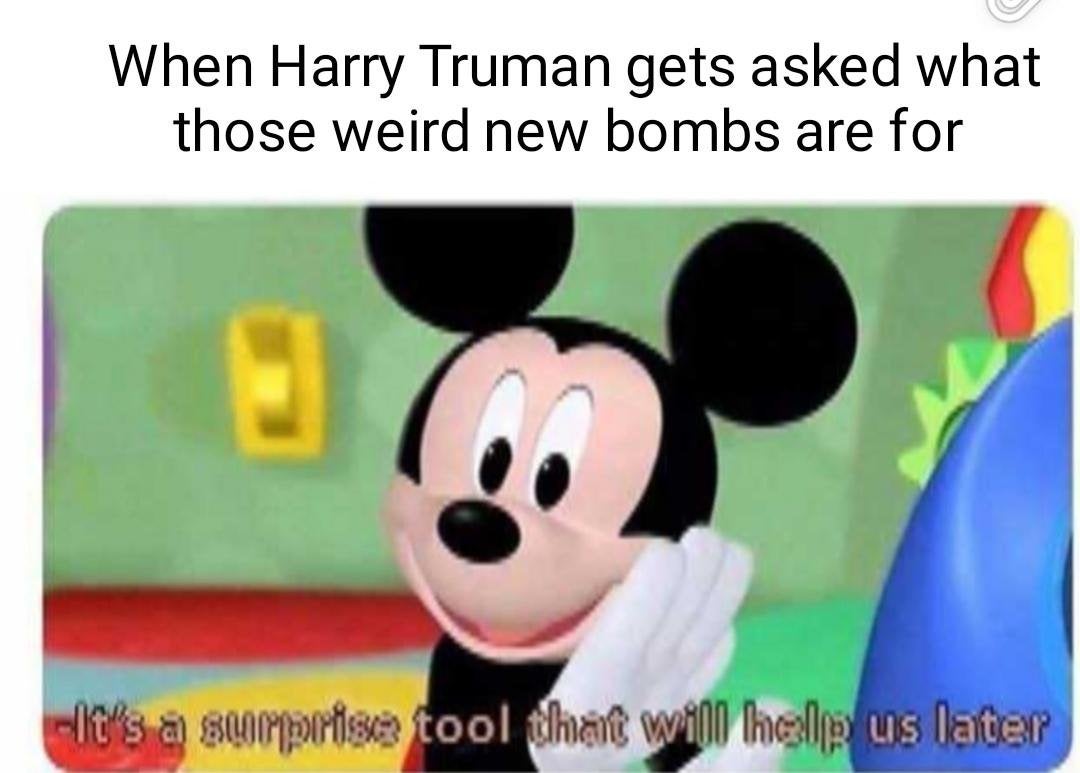 When Harry Truman gets asked what
those weird new bombs are for
-It's a surprise tool that will help us later